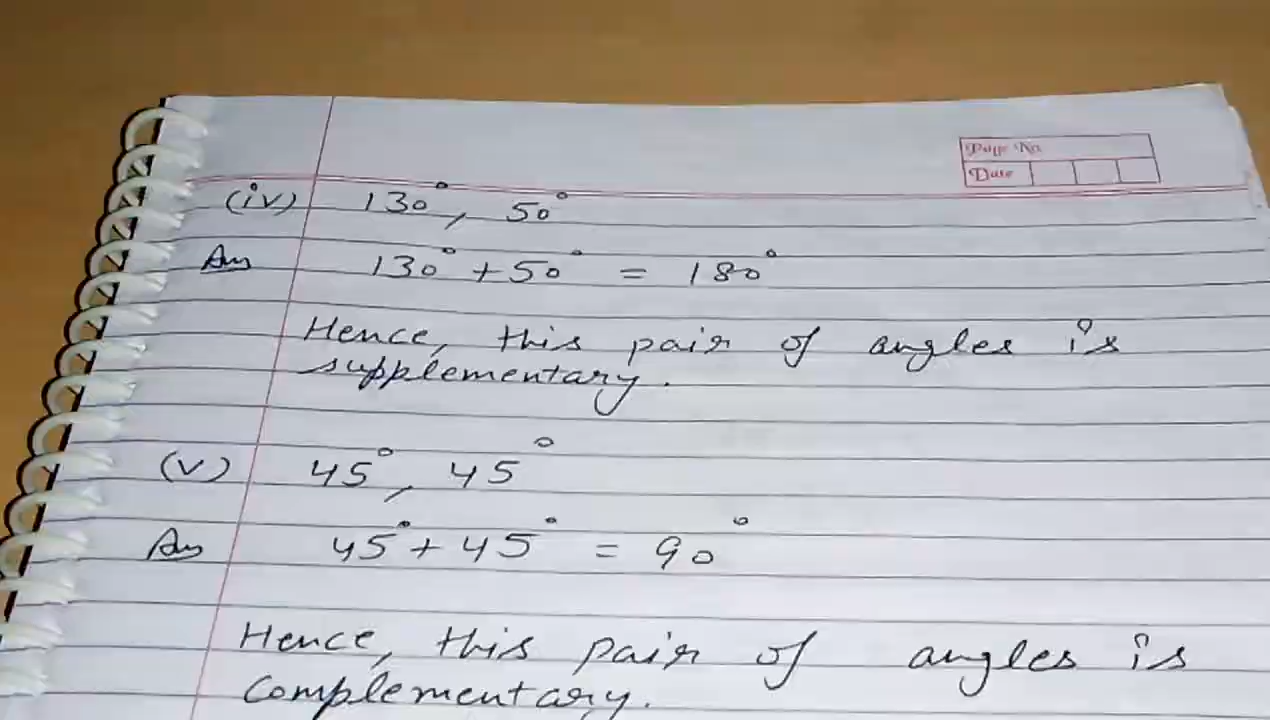 Page No.
Date
(iv) 130°, 50°
Ans 130° + 50° = 180°
Hence, this pair of angles is
supplementary.
(v) 45°, 45°
Ans 45° + 45° = 90°
Hence, this pair of angles is
complementary.